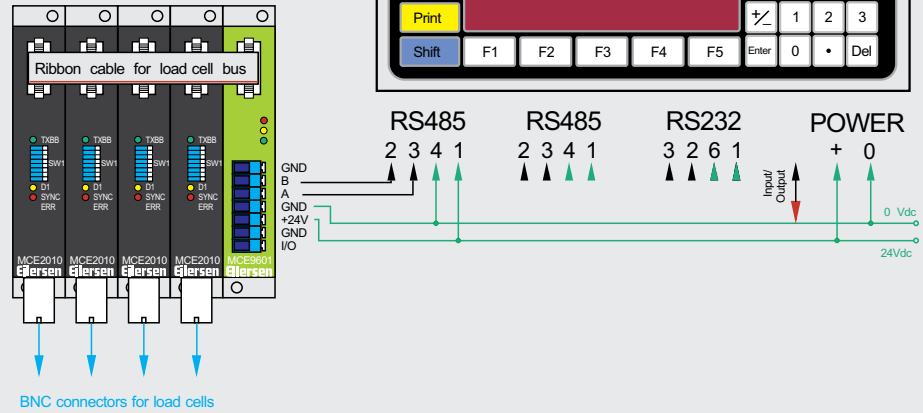 Print +/- 1 2 3
Shift F1 F2 F3 F4 F5 Enter 0 • Del
Ribbon cable for load cell bus
RS485 RS485 RS232 POWER
2 3 4 1 2 3 4 1 3 2 6 1 + 0
TXBB TXBB TXBB TXBB
SW1 SW1 SW1 SW1
D1 D1 D1 D1
SYNC SYNC SYNC SYNC
ERR ERR ERR ERR
GND
B
A
GND
+24V
GND
I/O
Input/
Output
0 Vdc
24Vdc
MCE2010 MCE2010 MCE2010 MCE2010 MCE9601
Eilersen Eilersen Eilersen Eilersen Eilersen
BNC connectors for load cells